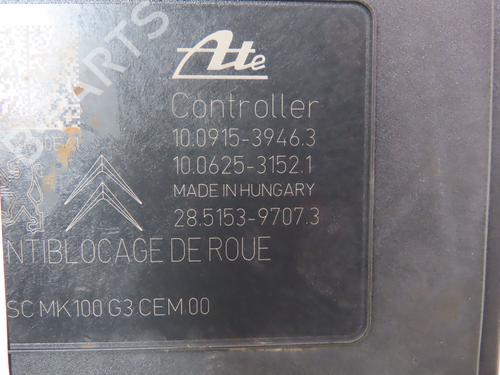 Ate
Controller
10.0915-3946.3
10.0625-3152.1
MADE IN HUNGARY
28.5153-9707.3
NTIBLOCAGE DE ROUE
SC MK100 G3 CEM 00